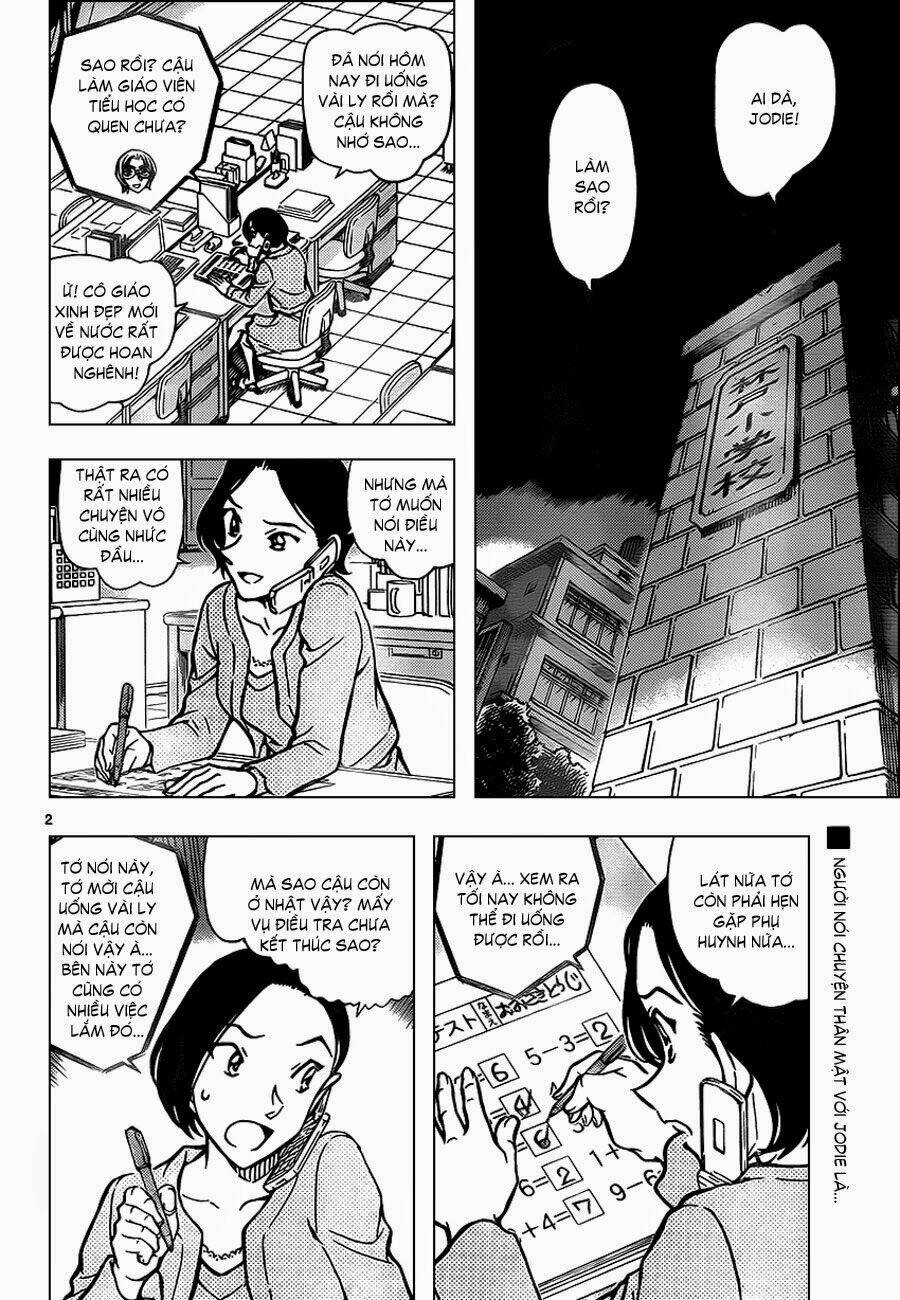 AI DÀ,
JODIE!
LÀM
SAO
RỒI?
杯戸小学校
ĐÃ NÓI HÔM
NAY ĐI UỐNG
VÀI LY RỒI MÀ?
CẬU KHÔNG
NHỚ SAO...
SAO RỒI? CẬU
LÀM GIÁO VIÊN
TIỂU HỌC CÓ
QUEN CHƯA?
Ừ! CÔ GIÁO
XINH ĐẸP MỚI
VỀ NƯỚC RẤT
ĐƯỢC HOAN
NGHÊNH!
NHƯNG MÀ
TỚ MUỐN
NÓI ĐIỀU
NÀY...
THẬT RA CÓ
RẤT NHIỀU
CHUYỆN VÔ
CÙNG NHỨC
ĐẦU...
2
NGƯỜI NÓI CHUYỆN THÂN MẬT VỚI JODIE LÀ...
LÁT NỮA TỚ
CÒN PHẢI HẸN
GẶP PHỤ
HUYNH NỮA...
VẬY À... XEM RA
TỐI NAY KHÔNG
THỂ ĐI UỐNG
ĐƯỢC RỒI...
テスト
なまえ
=6
5-3=2
=4
=6
1+
6=2
9-6
+4=7
MÀ SAO CẬU CÒN
Ở NHẬT VẬY? MẤY
VỤ ĐIỀU TRA CHƯA
KẾT THÚC SAO?
TỚ NÓI NÀY,
TỚ MỜI CẬU
UỐNG VÀI LY
MÀ CẬU CÒN
NÓI VẬY À...
BÊN NÀY TỚ
CŨNG CÓ
NHIỀU VIỆC
LẮM ĐÓ...